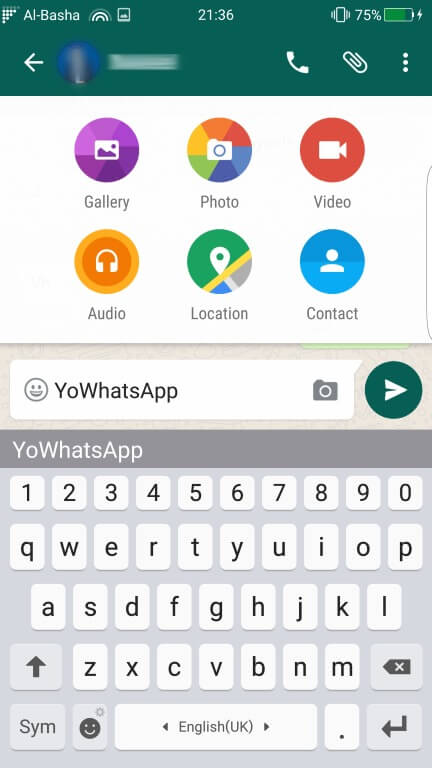 Al-Basha 21:36 75%
Gallery Photo Video
Audio Location Contact
YoWhatsApp
YoWhatsApp
1 2 3 4 5 6 7 8 9 0
q w e r t y u i o p
a s d f g h j k l
z x c v b n m
Sym English(UK) .